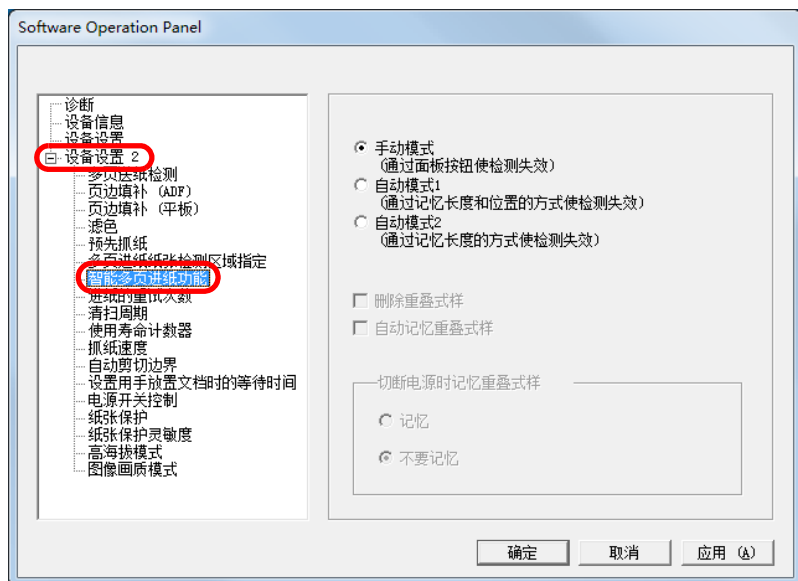 Software Operation Panel
诊断
设备信息
设备设置
设备设置 2
多页送纸检测
页边填补 (ADF)
页边填补 (平板)
滤色
预先抓纸
多页进纸纸张检测区域指定
智能多页进纸功能
进纸的重试次数
清扫周期
使用寿命计数器
抓纸速度
自动剪切边界
设置用手放置文档时的等待时间
电源开关控制
纸张保护
纸张保护灵敏度
高海拔模式
图像画质模式
手动模式
(通过面板按钮使检测失效)
自动模式1
(通过记忆长度和位置的方式使检测失效)
自动模式2
(通过记忆长度的方式使检测失效)
删除重叠式样
自动记忆重叠式样
切断电源时记忆重叠式样
记忆
不要记忆
确定
取消
应用 (A)